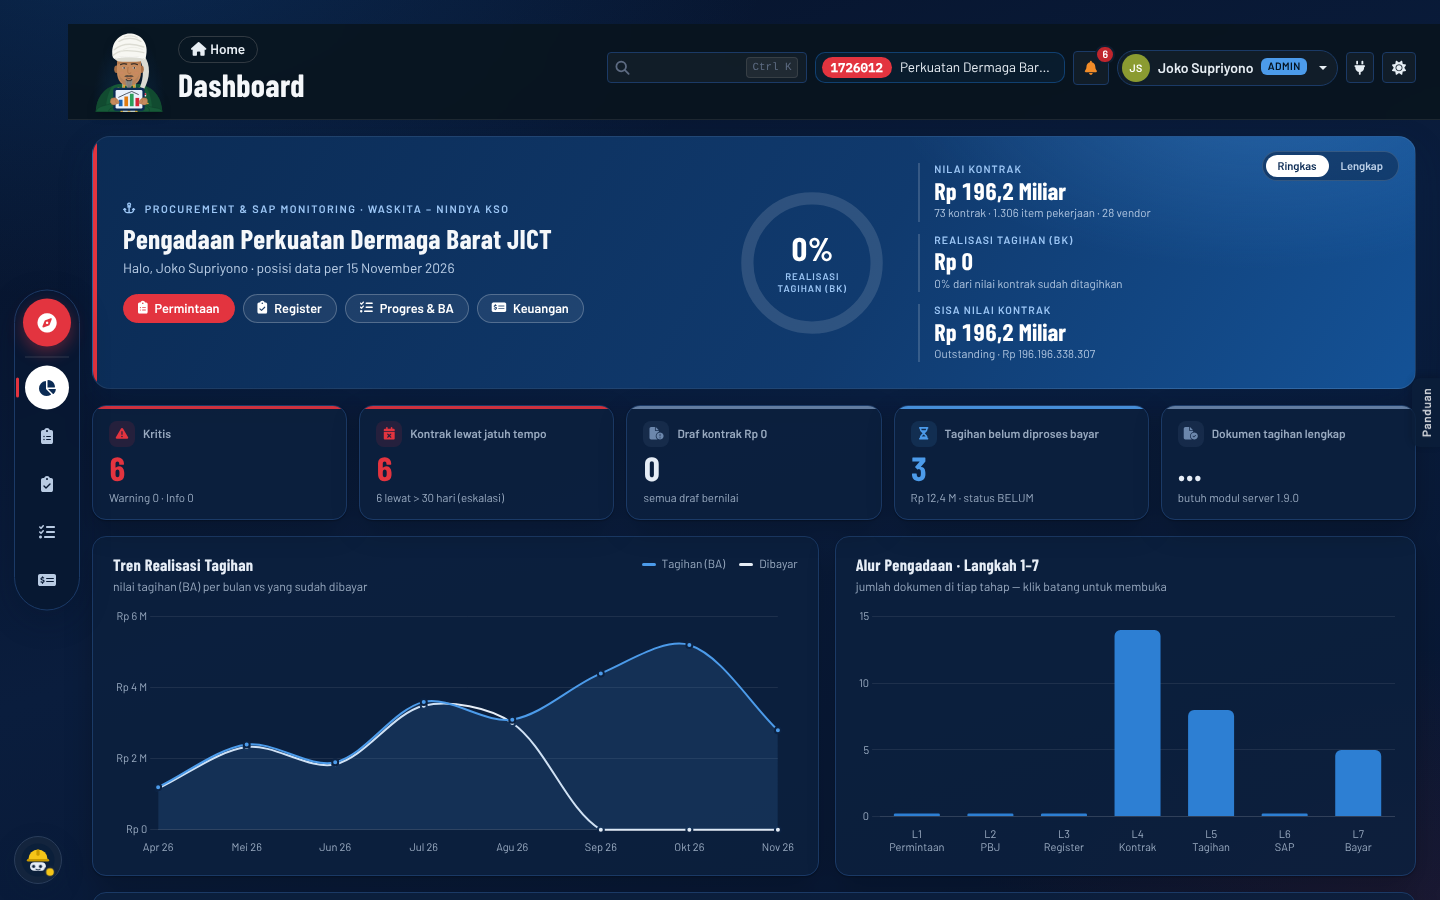 Home
Dashboard
Ctrl K
1726012 Perkuatan Dermaga Bar...
6
JS Joko Supriyono ADMIN
Ringkas Lengkap
PROCUREMENT & SAP MONITORING · WASKITA – NINDYA KSO
Pengadaan Perkuatan Dermaga Barat JICT
Halo, Joko Supriyono · posisi data per 15 November 2026
Permintaan Register Progres & BA Keuangan
0%
REALISASI
TAGIHAN (BK)
NILAI KONTRAK
Rp 196,2 Miliar
73 kontrak · 1.306 item pekerjaan · 28 vendor
REALISASI TAGIHAN (BK)
Rp 0
0% dari nilai kontrak sudah ditagihkan
SISA NILAI KONTRAK
Rp 196,2 Miliar
Outstanding · Rp 196.196.338.307
Panduan
Kritis
6
Warning 0 · Info 0
Kontrak lewat jatuh tempo
6
6 lewat > 30 hari (eskalasi)
Draf kontrak Rp 0
0
semua draf bernilai
Tagihan belum diproses bayar
3
Rp 12,4 M · status BELUM
Dokumen tagihan lengkap
...
butuh modul server 1.9.0
Tren Realisasi Tagihan
nilai tagihan (BA) per bulan vs yang sudah dibayar
Tagihan (BA) Dibayar
Rp 6 M
Rp 4 M
Rp 2 M
Rp 0
Apr 26 Mei 26 Jun 26 Jul 26 Agu 26 Sep 26 Okt 26 Nov 26
Alur Pengadaan · Langkah 1–7
jumlah dokumen di tiap tahap — klik batang untuk membuka
15
10
5
0
L1 L2 L3 L4 L5 L6 L7
Permintaan PBJ Register Kontrak Tagihan SAP Bayar